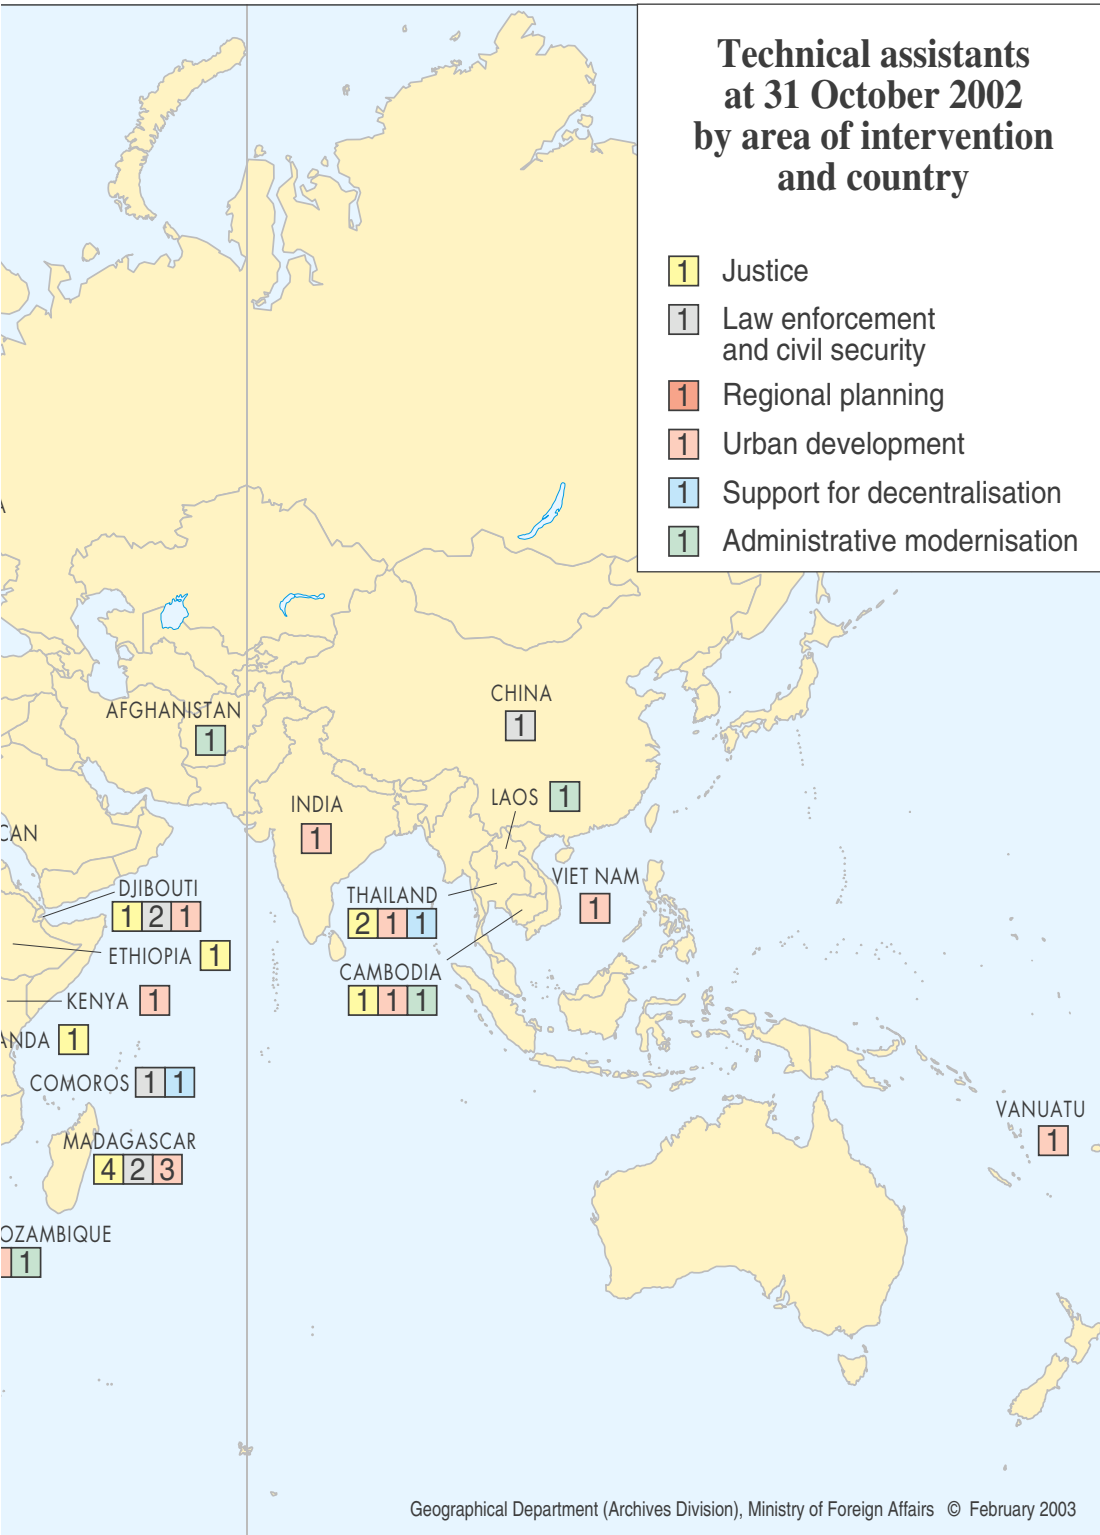 Technical assistants
at 31 October 2002
by area of intervention
and country
1 Justice
1 Law enforcement
and civil security
1 Regional planning
1 Urban development
1 Support for decentralisation
1 Administrative modernisation
A
AFGHANISTAN
1
CHINA
1
LAOS 1
INDIA
1
CAN
DJIBOUTI
1 2 1
THAILAND
2 1 1
VIET NAM
1
ETHIOPIA 1
CAMBODIA
1 1 1
KENYA 1
ANDA 1
COMOROS 1 1
VANUATU
1
MADAGASCAR
4 2 3
OZAMBIQUE
1
Geographical Department (Archives Division), Ministry of Foreign Affairs © February 2003